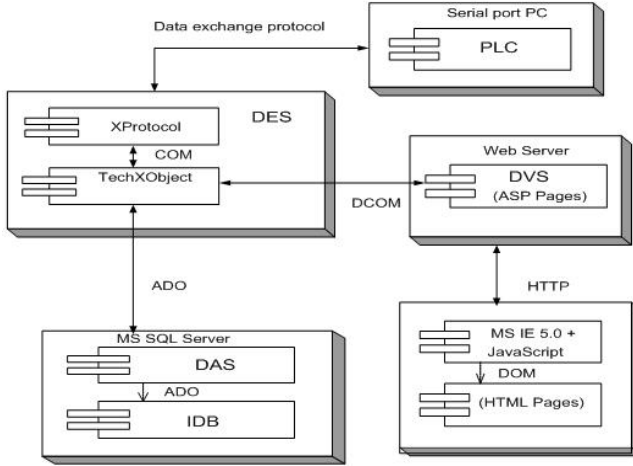 Serial port PC
Data exchange protocol
PLC
DES
XProtocol
COM
TechXObject
Web Server
DVS
(ASP Pages)
DCOM
ADO
HTTP
MS SQL Server
DAS
ADO
IDB
MS IE 5.0 +
JavaScript
DOM
(HTML Pages)